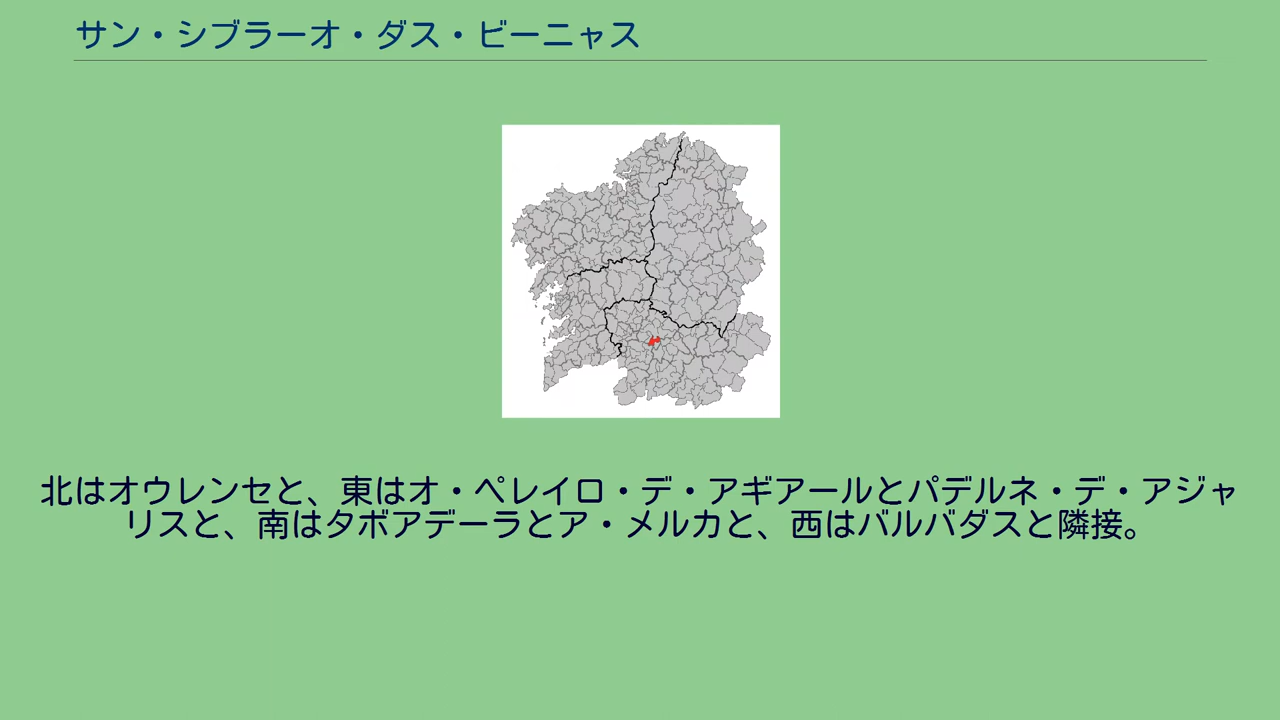 サン・シブラーオ・ダス・ビーニャス
北はオウレンセと、東はオ・ペレイロ・デ・アギアールとパデルネ・デ・アジャ
リスと、南はタボアデーラとア・メルカと、西はバルバダスと隣接。